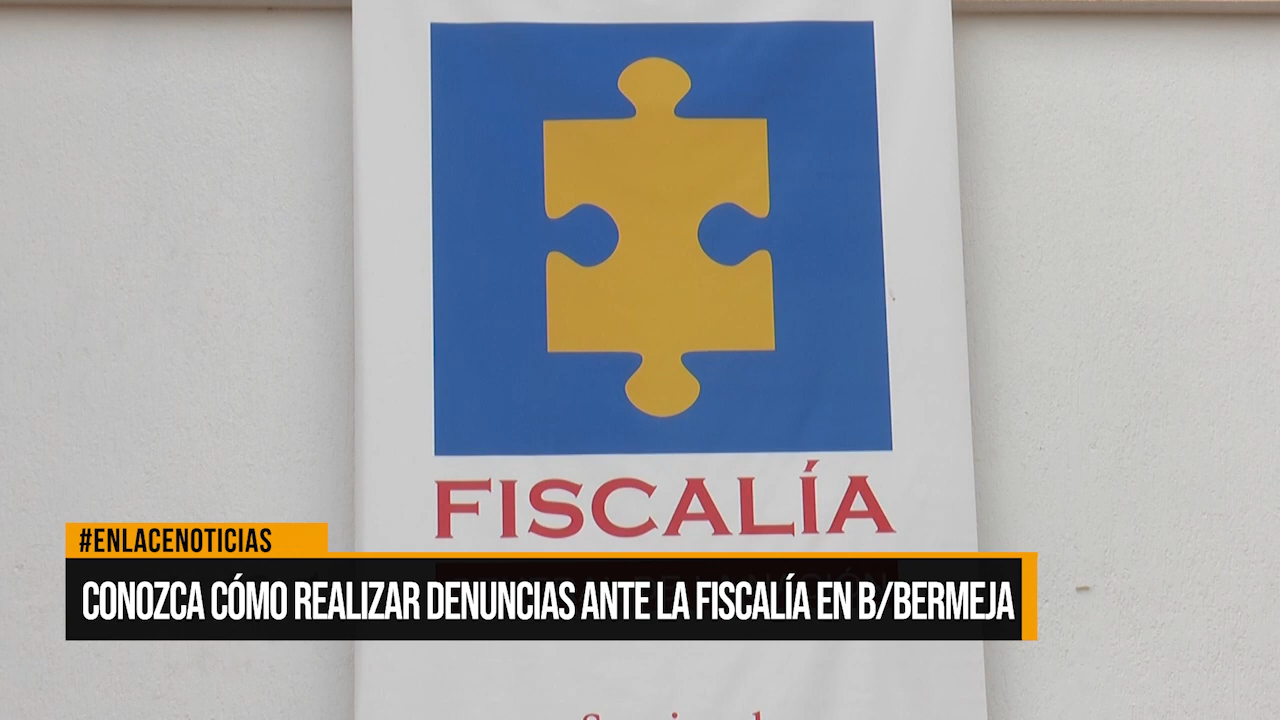 FISCALÍA
#ENLACENOTICIAS
CONOZCA CÓMO REALIZAR DENUNCIAS ANTE LA FISCALÍA EN B/BERMEJA